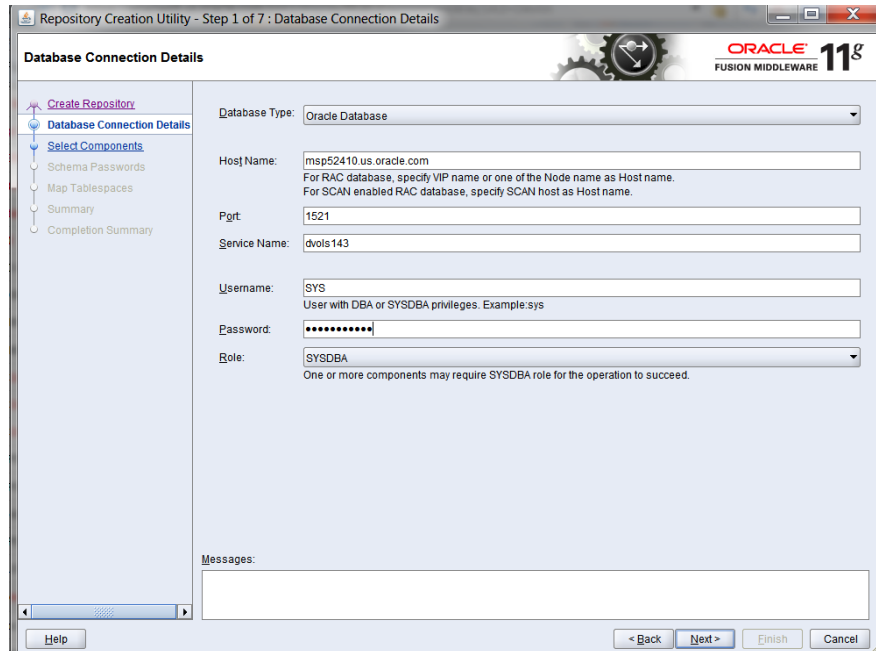 Repository Creation Utility - Step 1 of 7 : Database Connection Details
Database Connection Details
ORACLE
FUSION MIDDLEWARE 11g
Create Repository
Database Connection Details
Select Components
Schema Passwords
Map Tablespaces
Summary
Completion Summary
Database Type: Oracle Database
Host Name: msp52410.us.oracle.com
For RAC database, specify VIP name or one of the Node name as Host name.
For SCAN enabled RAC database, specify SCAN host as Host name.
Port: 1521
Service Name: dvols143
Username: SYS
User with DBA or SYSDBA privileges. Example:sys
Password: •••••••••••
Role: SYSDBA
One or more components may require SYSDBA role for the operation to succeed.
Messages:
Help < Back Next > Finish Cancel